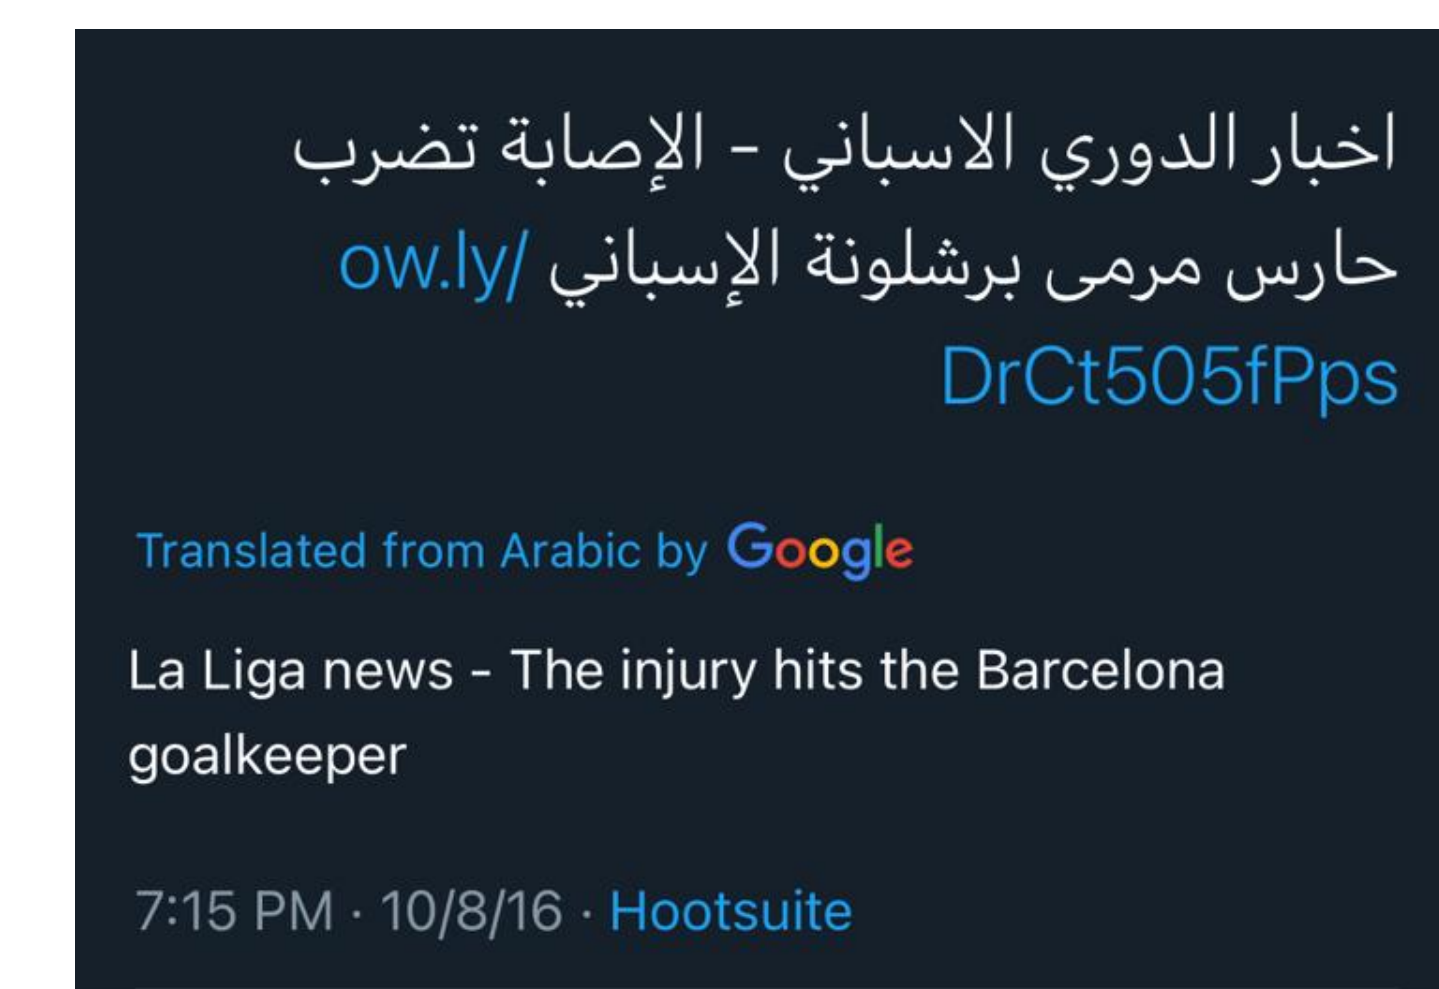 اخبار الدوري الاسباني - الإصابة تضرب
حارس مرمى برشلونة الإسباني ow.ly/
DrCt505fPps
Translated from Arabic by Google
La Liga news - The injury hits the Barcelona
goalkeeper
7:15 PM · 10/8/16 · Hootsuite